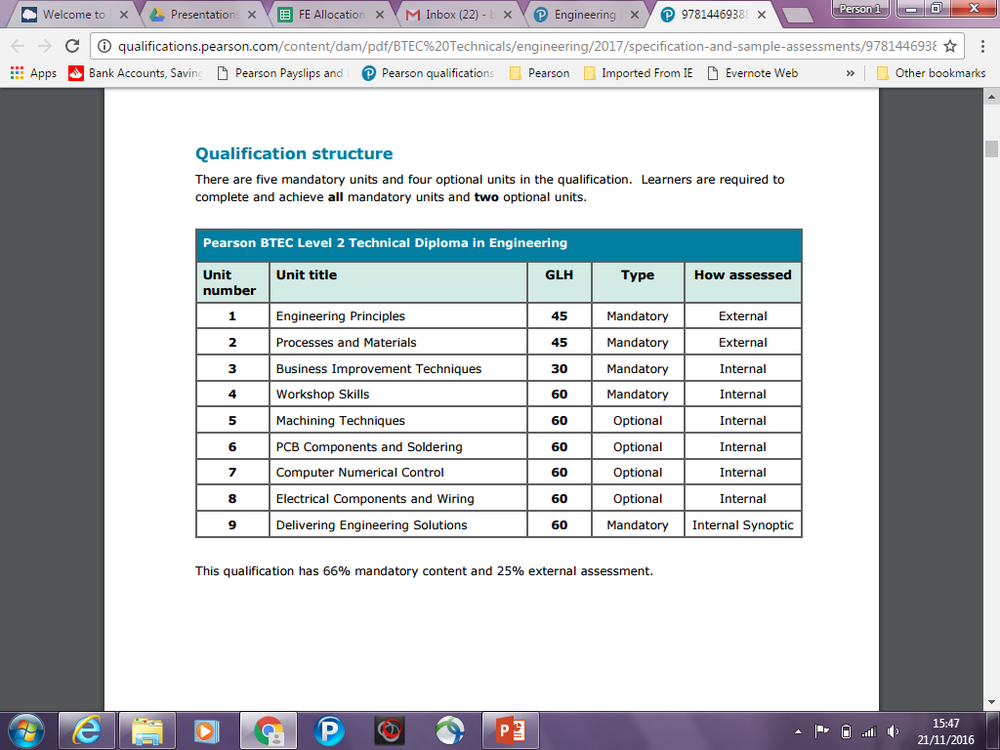 Welcome to
Presentation
FE Allocation
Inbox (22) -
Engineering
9781446938
Person 1
qualifications.pearson.com/content/dam/pdf/BTEC%20Technicals/engineering/2017/specification-and-sample-assessments/978144693
Apps
Bank Accounts, Saving
Pearson Payslips and
Pearson qualifications
Pearson
Imported From IE
Evernote Web
»
Other bookmarks
Qualification structure
There are five mandatory units and four optional units in the qualification. Learners are required to
complete and achieve all mandatory units and two optional units.
Pearson BTEC Level 2 Technical Diploma in Engineering
Unit number Unit title GLH Type How assessed
1 Engineering Principles 45 Mandatory External
2 Processes and Materials 45 Mandatory External
3 Business Improvement Techniques 30 Mandatory Internal
4 Workshop Skills 60 Mandatory Internal
5 Machining Techniques 60 Optional Internal
6 PCB Components and Soldering 60 Optional Internal
7 Computer Numerical Control 60 Optional Internal
8 Electrical Components and Wiring 60 Optional Internal
9 Delivering Engineering Solutions 60 Mandatory Internal Synoptic
This qualification has 66% mandatory content and 25% external assessment.
15:47
21/11/2016